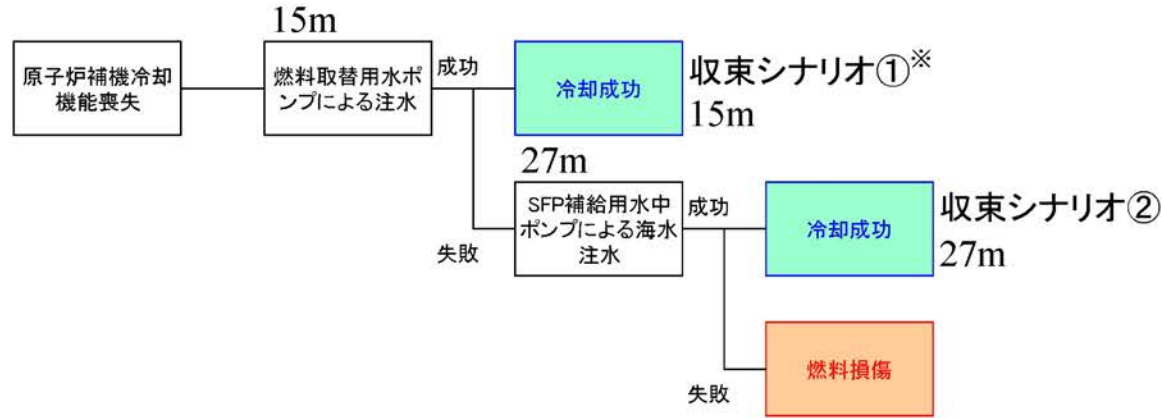 15m
原子炉補機冷却
機能喪失
燃料取替用水ポ
ンプによる注水
成功
冷却成功
収束シナリオ①※
15m
27m
失敗
SFP補給用水中
ポンプによる海水
注水
成功
冷却成功
収束シナリオ②
27m
失敗
燃料損傷